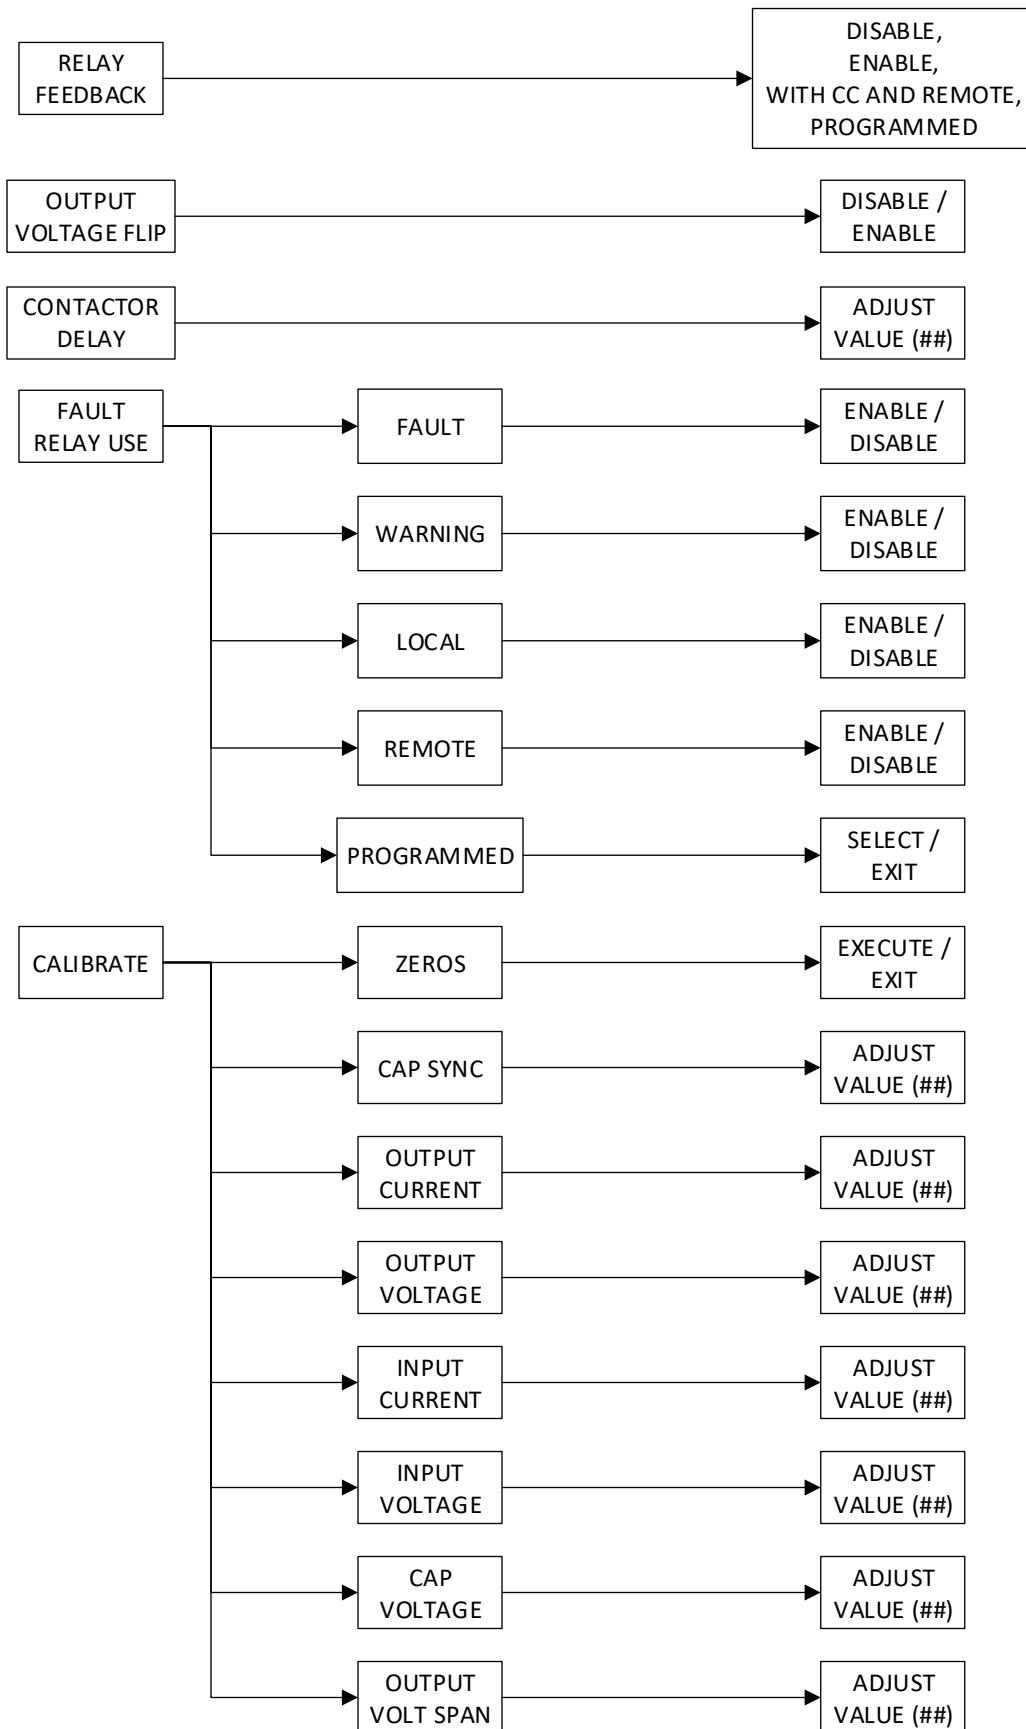 RELAY
FEEDBACK
DISABLE,
ENABLE,
WITH CC AND REMOTE,
PROGRAMMED
OUTPUT
VOLTAGE FLIP
DISABLE /
ENABLE
CONTACTOR
DELAY
ADJUST
VALUE (##)
FAULT
RELAY USE
FAULT
ENABLE /
DISABLE
WARNING
ENABLE /
DISABLE
LOCAL
ENABLE /
DISABLE
REMOTE
ENABLE /
DISABLE
PROGRAMMED
SELECT /
EXIT
CALIBRATE
ZEROS
EXECUTE /
EXIT
CAP SYNC
ADJUST
VALUE (##)
OUTPUT
CURRENT
ADJUST
VALUE (##)
OUTPUT
VOLTAGE
ADJUST
VALUE (##)
INPUT
CURRENT
ADJUST
VALUE (##)
INPUT
VOLTAGE
ADJUST
VALUE (##)
CAP
VOLTAGE
ADJUST
VALUE (##)
OUTPUT
VOLT SPAN
ADJUST
VALUE (##)